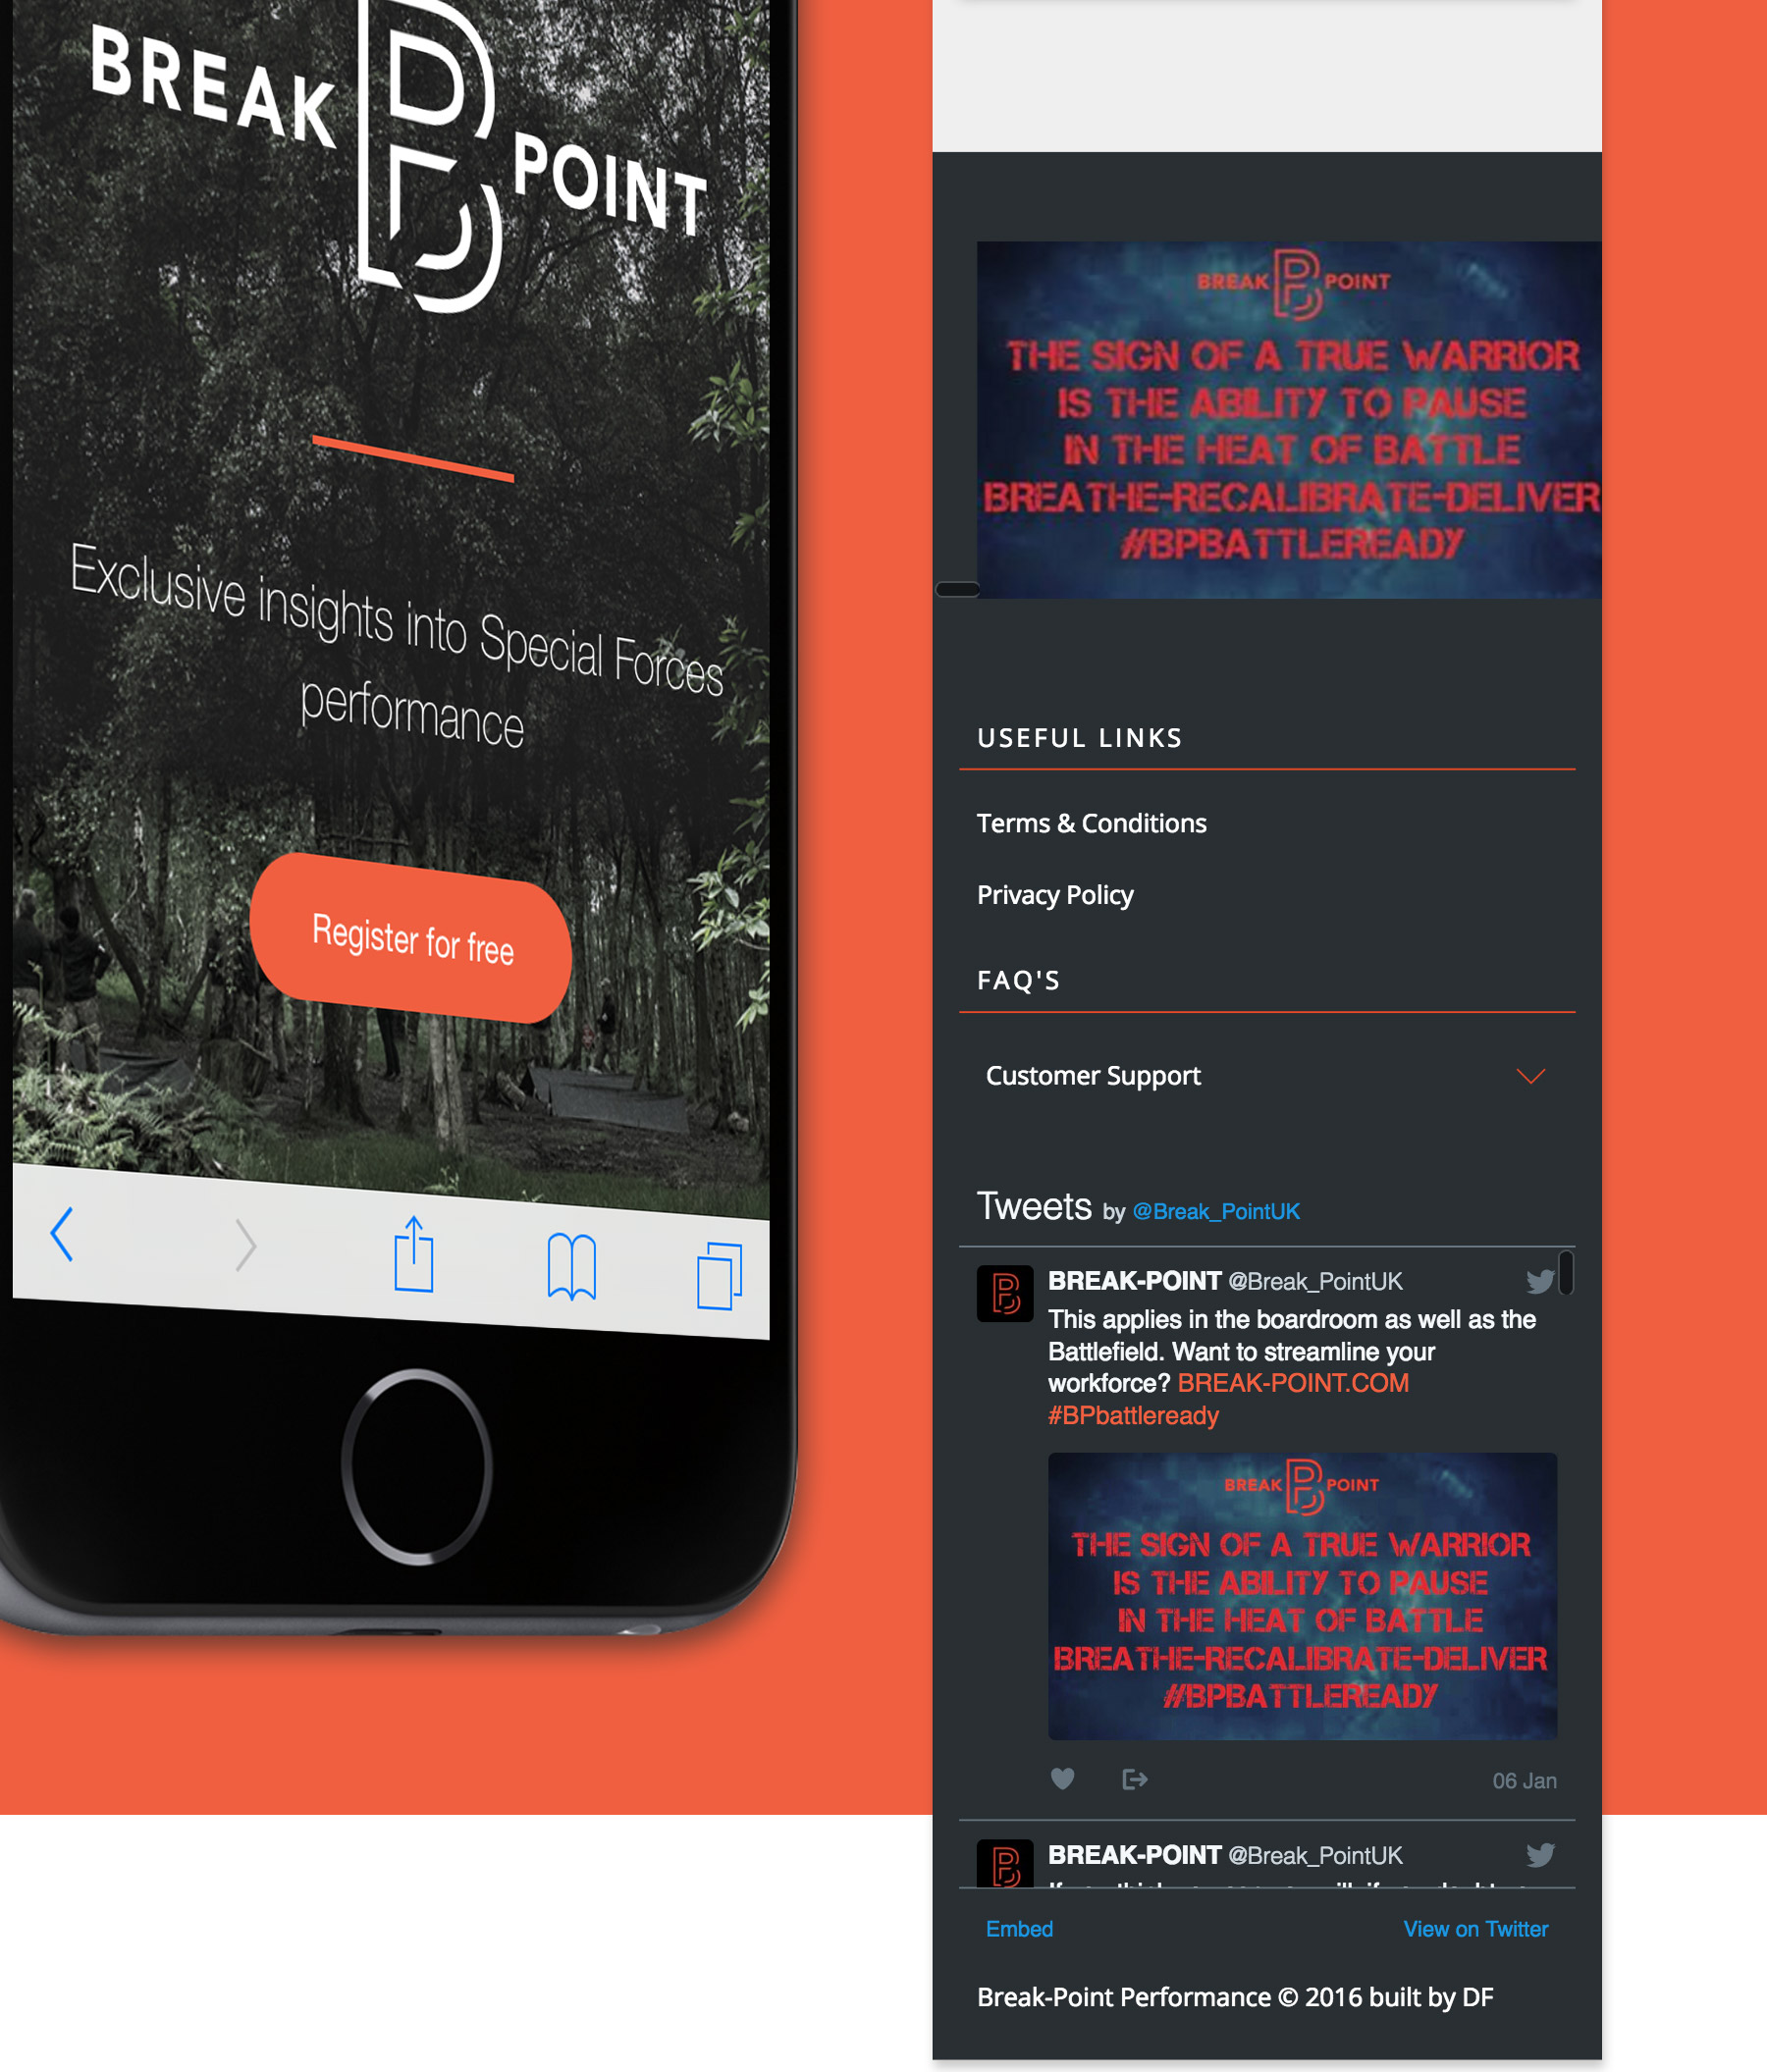 BREAK POINT
Exclusive insights into Special Forces
performance
Register for free
BREAK POINT
THE SIGN OF A TRUE WARRIOR
IS THE ABILITY TO PAUSE
IN THE HEAT OF BATTLE
BREATHE-RECALIBRATE-DELIVER
#BPBATTLEREADY
USEFUL LINKS
Terms & Conditions
Privacy Policy
FAQ'S
Customer Support
Tweets by @Break_PointUK
BREAK-POINT @Break_PointUK
This applies in the boardroom as well as the
Battlefield. Want to streamline your
workforce? BREAK-POINT.COM
#BPbattleready
BREAK POINT
THE SIGN OF A TRUE WARRIOR
IS THE ABILITY TO PAUSE
IN THE HEAT OF BATTLE
BREATHE-RECALIBRATE-DELIVER
#BPBATTLEREADY
06 Jan
BREAK-POINT @Break_PointUK
Embed View on Twitter
Break-Point Performance © 2016 built by DF